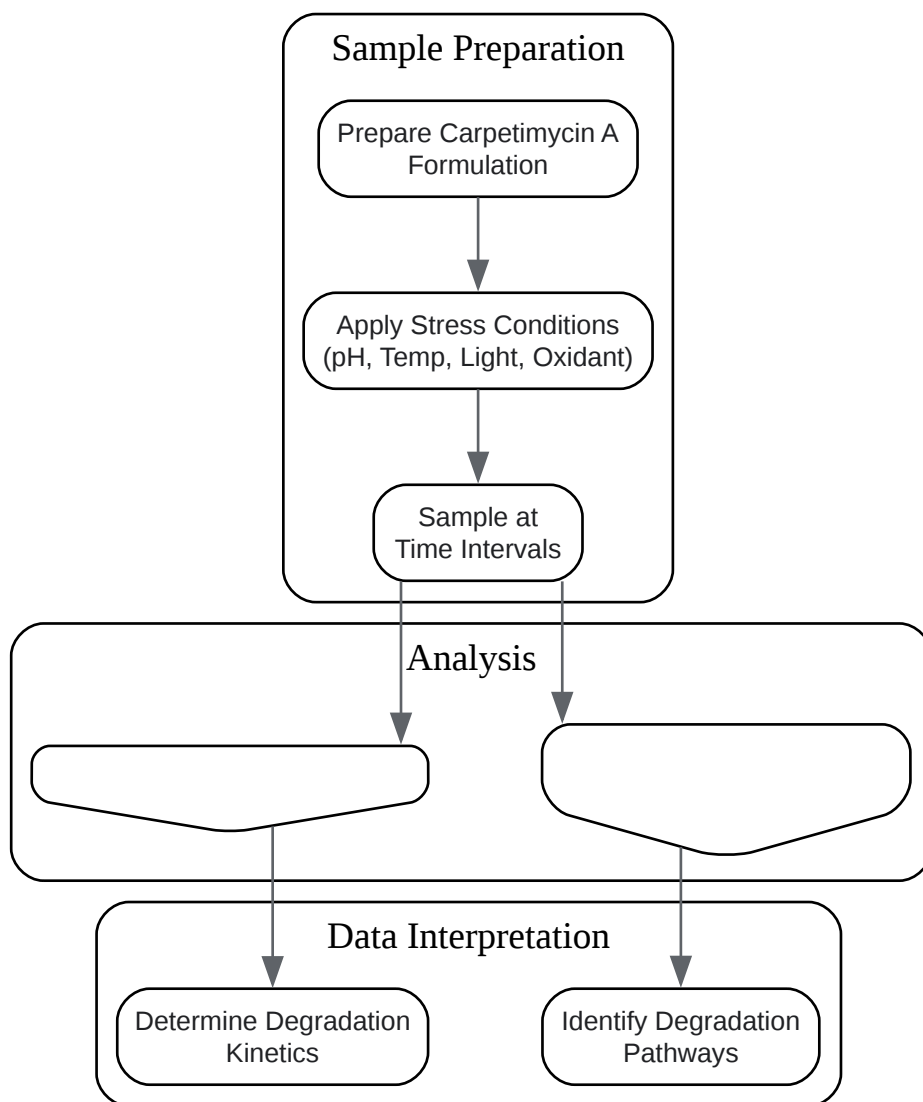 Sample Preparation
Prepare Carpetimycin A
Formulation
Apply Stress Conditions
(pH, Temp, Light, Oxidant)
Sample at
Time Intervals
Analysis
Data Interpretation
Determine Degradation
Kinetics
Identify Degradation
Pathways